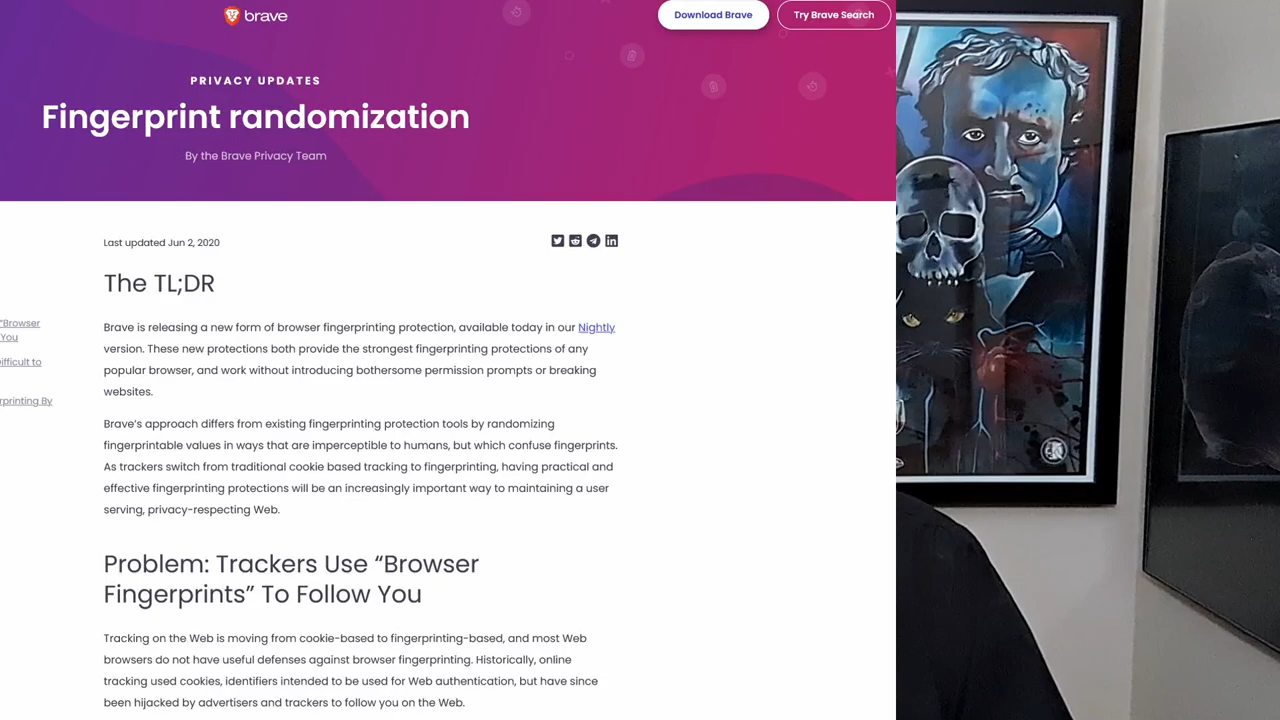 brave
Download Brave
Try Brave Search
PRIVACY UPDATES
Fingerprint randomization
By the Brave Privacy Team
Last updated Jun 2, 2020
The TL;DR
"Browser
You
ifficult to
rprinting By
Brave is releasing a new form of browser fingerprinting protection, available today in our Nightly
version. These new protections both provide the strongest fingerprinting protections of any
popular browser, and work without introducing bothersome permission prompts or breaking
websites.
Brave's approach differs from existing fingerprinting protection tools by randomizing
fingerprintable values in ways that are imperceptible to humans, but which confuse fingerprints.
As trackers switch from traditional cookie based tracking to fingerprinting, having practical and
effective fingerprinting protections will be an increasingly important way to maintaining a user
serving, privacy-respecting Web.
Problem: Trackers Use “Browser
Fingerprints” To Follow You
Tracking on the Web is moving from cookie-based to fingerprinting-based, and most Web
browsers do not have useful defenses against browser fingerprinting. Historically, online
tracking used cookies, identifiers intended to be used for Web authentication, but have since
been hijacked by advertisers and trackers to follow you on the Web.